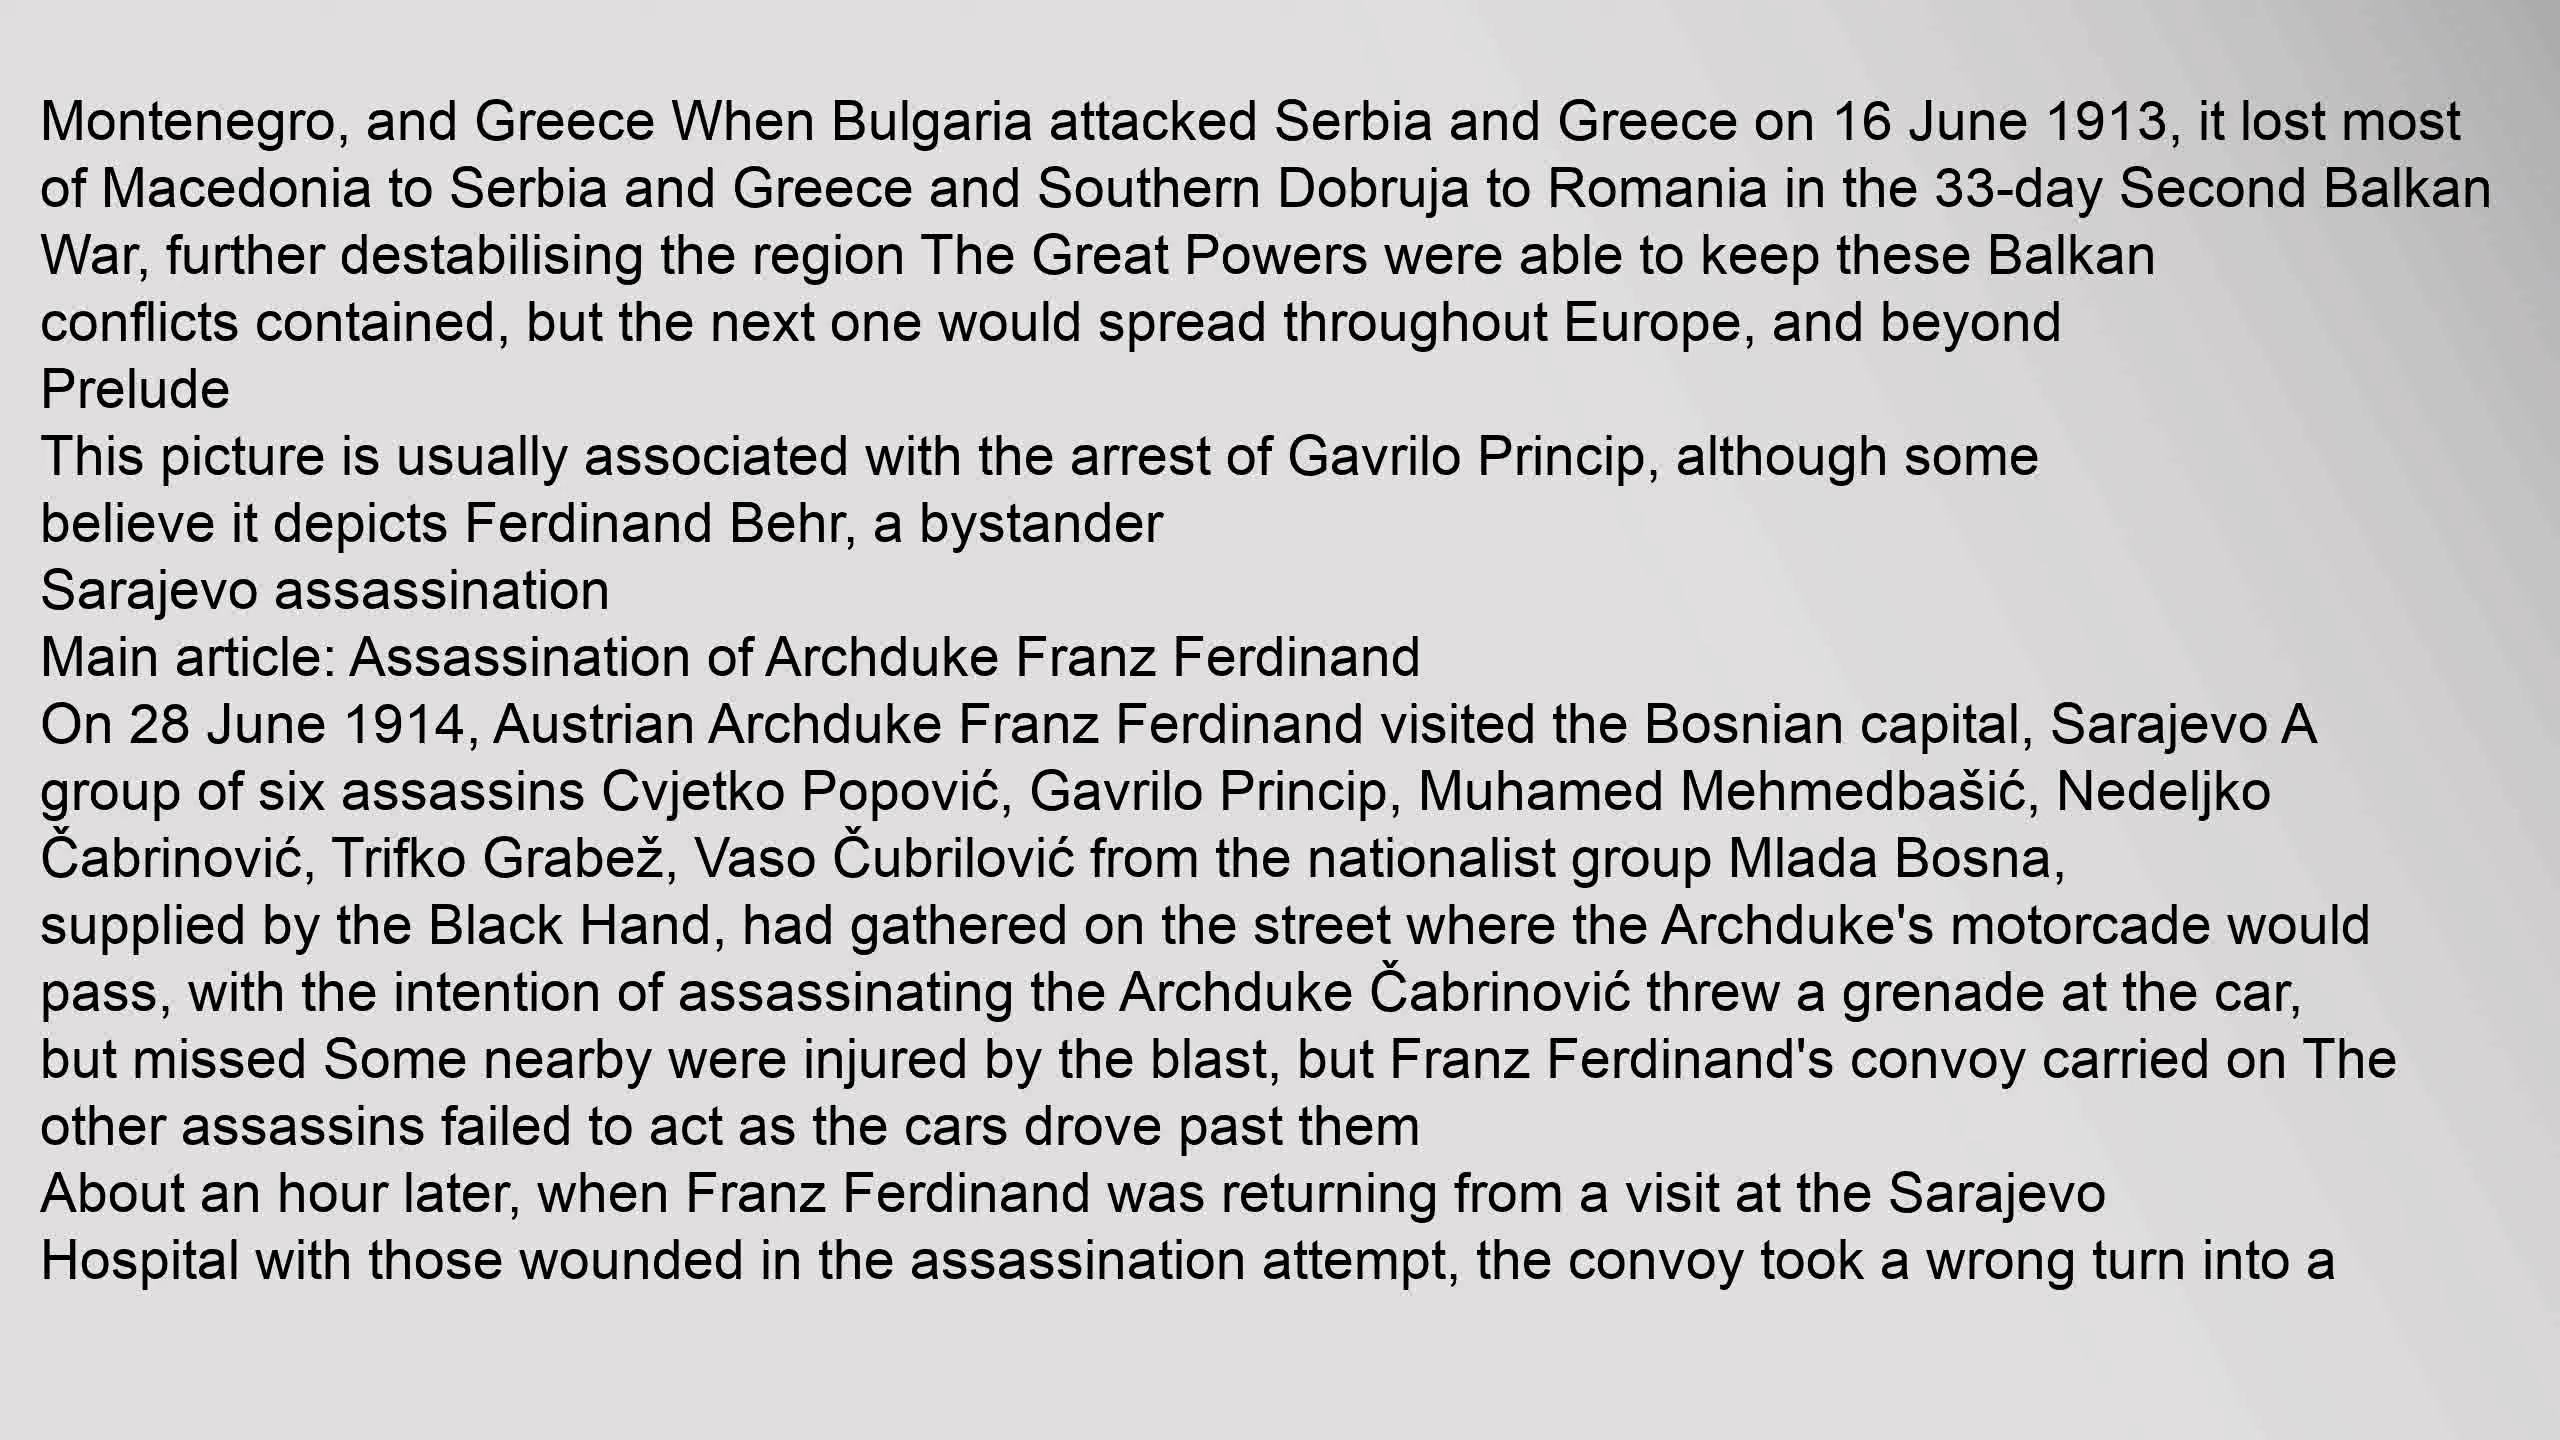 Montenegro, and Greece When Bulgaria attacked Serbia and Greece on 16 June 1913, it lost most
of Macedonia to Serbia and Greece and Southern Dobruja to Romania in the 33-day Second Balkan
War, further destabilising the region The Great Powers were able to keep these Balkan
conflicts contained, but the next one would spread throughout Europe, and beyond
Prelude
This picture is usually associated with the arrest of Gavrilo Princip, although some
believe it depicts Ferdinand Behr, a bystander
Sarajevo assassination
Main article: Assassination of Archduke Franz Ferdinand
On 28 June 1914, Austrian Archduke Franz Ferdinand visited the Bosnian capital, Sarajevo A
group of six assassins Cvjetko Popović, Gavrilo Princip, Muhamed Mehmedbašić, Nedeljko
Čabrinović, Trifko Grabež, Vaso Čubrilović from the nationalist group Mlada Bosna,
supplied by the Black Hand, had gathered on the street where the Archduke's motorcade would
pass, with the intention of assassinating the Archduke Čabrinović threw a grenade at the car,
but missed Some nearby were injured by the blast, but Franz Ferdinand's convoy carried on The
other assassins failed to act as the cars drove past them
About an hour later, when Franz Ferdinand was returning from a visit at the Sarajevo
Hospital with those wounded in the assassination attempt, the convoy took a wrong turn into a